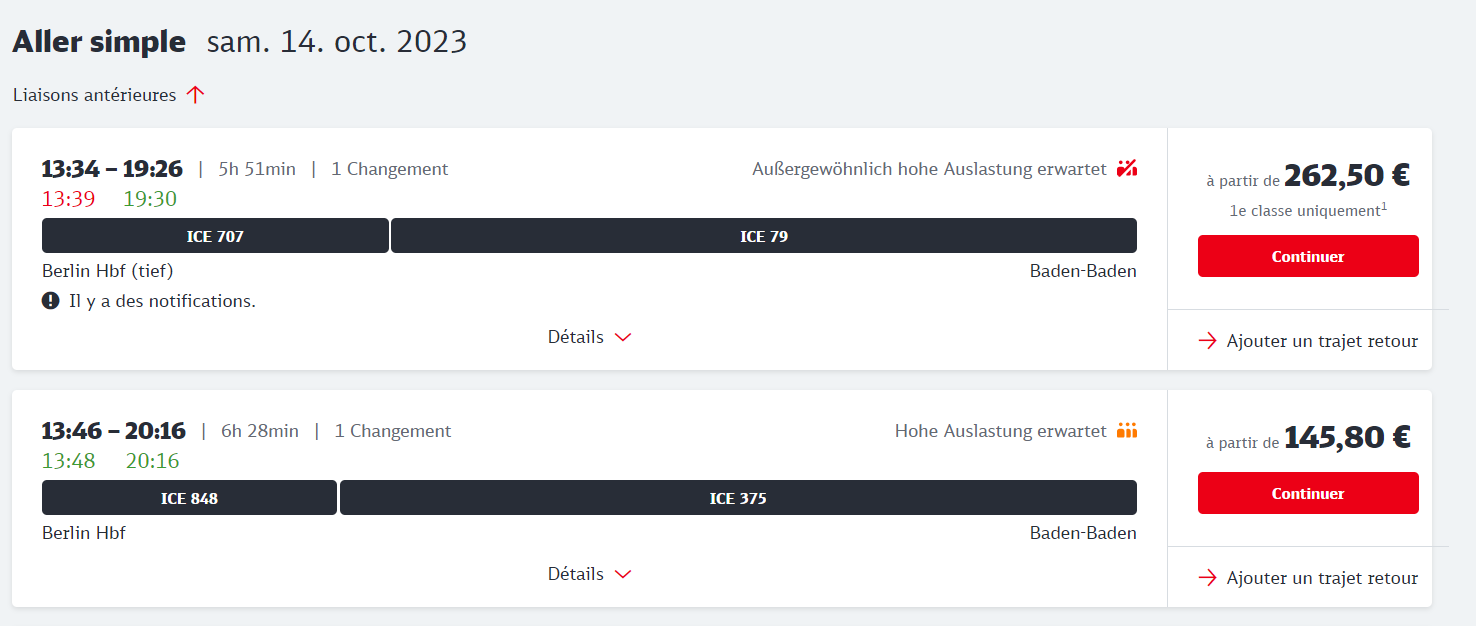 Aller simple sam. 14. oct. 2023
Liaisons antérieures
13:34 – 19:26 | 5h 51min | 1 Changement
Außergewöhnlich hohe Auslastung erwartet
13:39 19:30
ICE 707 ICE 79
Berlin Hbf (tief) Baden-Baden
Il y a des notifications.
Détails
à partir de 262,50 €
1e classe uniquement¹
Continuer
Ajouter un trajet retour
13:46 – 20:16 | 6h 28min | 1 Changement
Hohe Auslastung erwartet
13:48 20:16
ICE 848 ICE 375
Berlin Hbf Baden-Baden
Détails
à partir de 145,80 €
Continuer
Ajouter un trajet retour